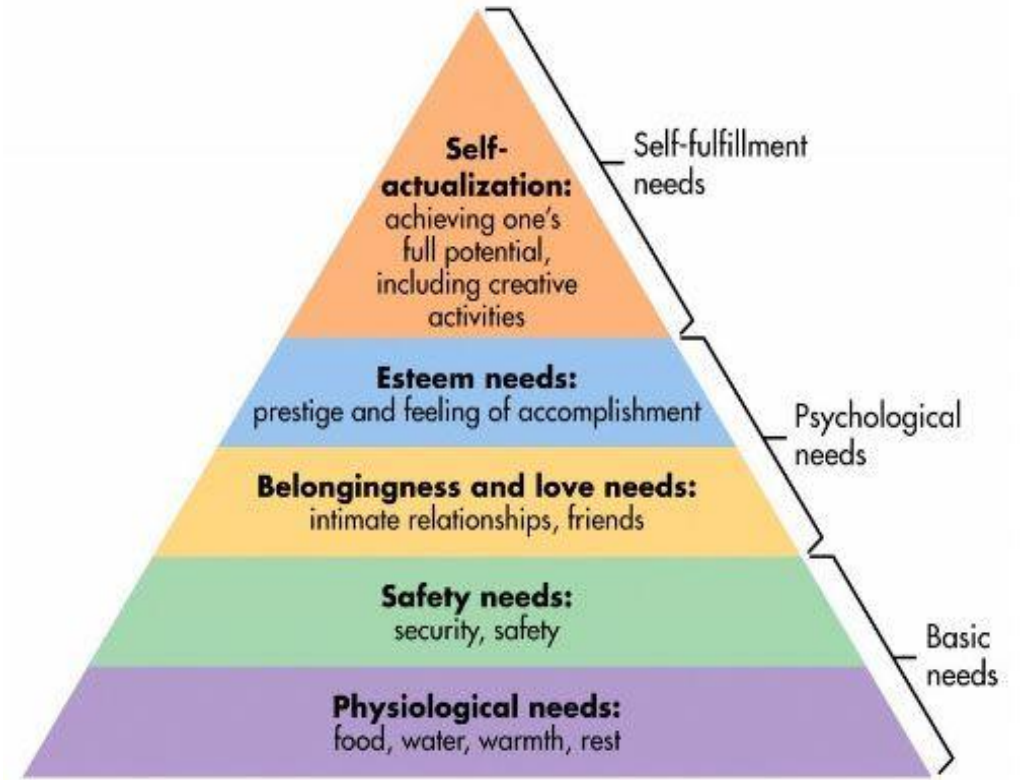 Self-
actualization:
achieving one's
full potential,
including creative
activities
Self-fulfillment
needs
Esteem needs:
prestige and feeling of accomplishment
Belongingness and love needs:
intimate relationships, friends
Psychological
needs
Safety needs:
security, safety
Physiological needs:
food, water, warmth, rest
Basic
needs